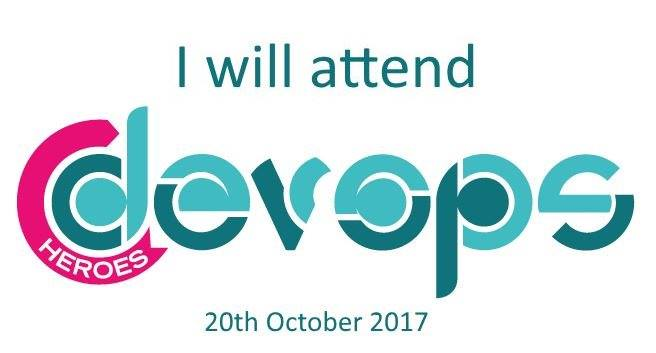 I will attend
devops
HEROES
20th October 2017